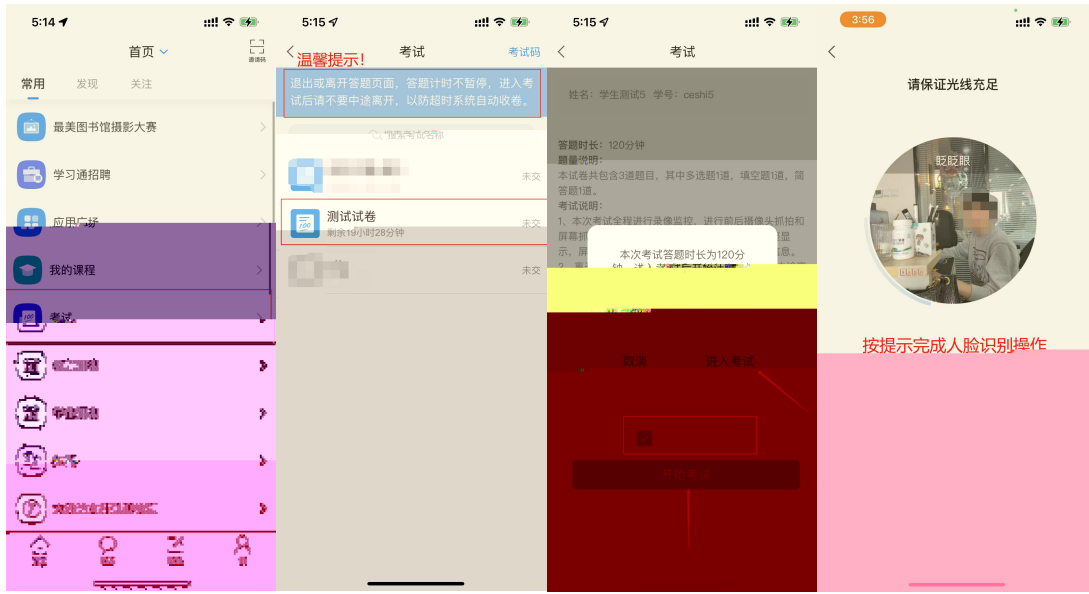 5:14
首页
邀请码
常用 发现 关注
最美图书馆摄影大赛
学习通招聘
应用广场
我的课程
考试
5:15
考试
考试码
温馨提示!
退出或离开答题页面，答题计时不暂停，进入考
试后请不要中途离开，以防超时系统自动收卷。
搜索考试名称
未交
测试试卷
剩余19小时28分钟
未交
未交
5:15
考试
姓名：学生测试5 学号：ceshi5
答题时长：120分钟
题量说明：
本试卷共包含3道题目，其中多选题1道，填空题1道，简
答题1道。
考试说明：
1、本次考试全程进行录像监控，进行前后摄像头抓拍和
屏幕抓
示，屏
本次考试答题时长为120分
取消 进入考试
开始考试
3:56
请保证光线充足
眨眨眼
按提示完成人脸识别操作